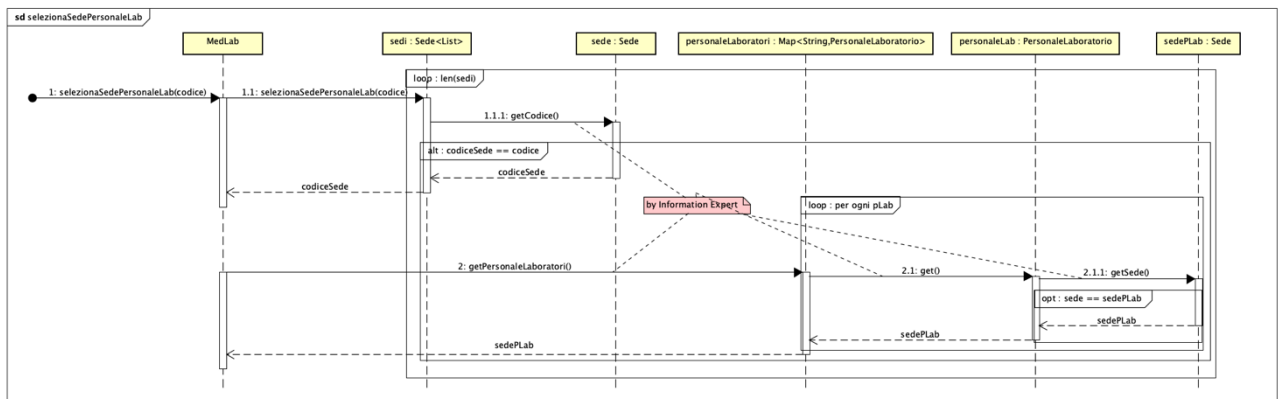 sd selezionaSedePersonaleLab
MedLab
sedi : Sede<List>
sede : Sede
personaleLaboratori : Map<String,PersonaleLaboratorio>
personaleLab : PersonaleLaboratorio
sedePLab : Sede
loop : len(sedi)
1: selezionaSedePersonaleLab(codice)
1.1: selezionaSedePersonaleLab(codice)
1.1.1: getCodice()
alt : codiceSede == codice
codiceSede
codiceSede
by Information Expert
loop : per ogni pLab
2: getPersonaleLaboratori()
2.1: get()
2.1.1: getSede()
opt : sede == sedePLab
sedePLab
sedePLab
sedePLab